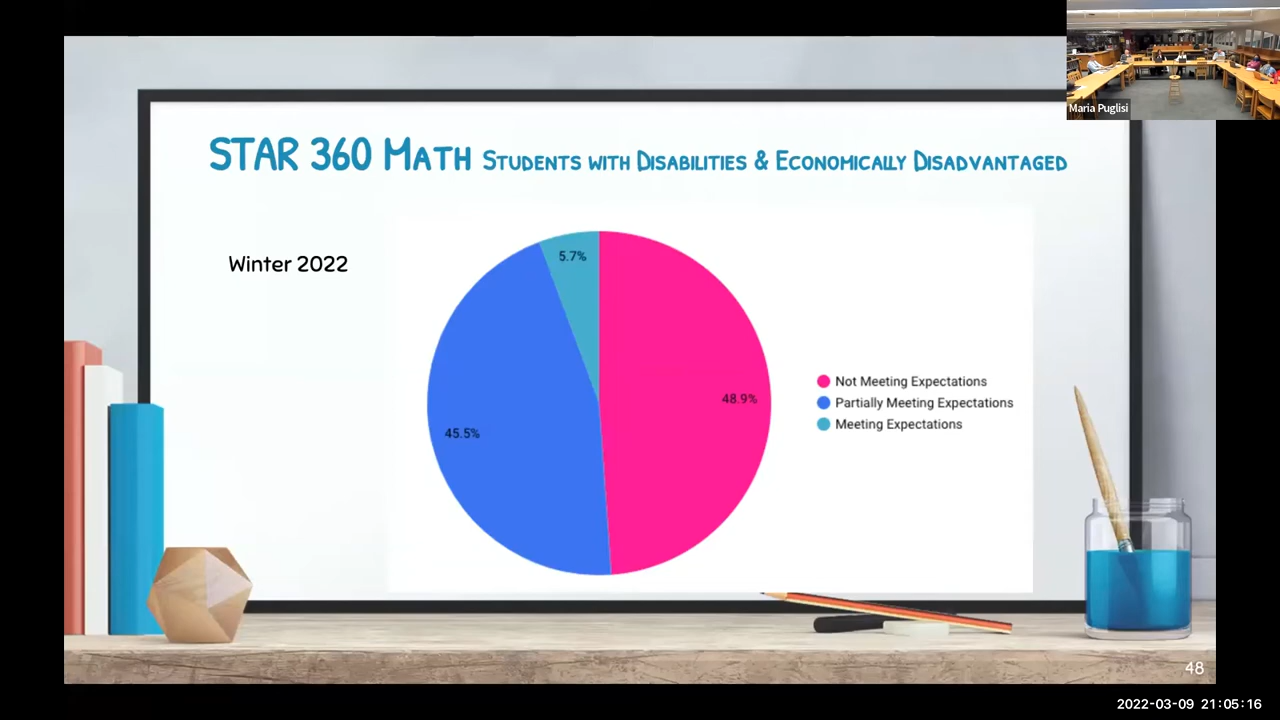 Maria Puglisi
STAR 360 Math Students with Disabilities & Economically Disadvantaged
Winter 2022
5.7%
48.9%
45.5%
Not Meeting Expectations
Partially Meeting Expectations
Meeting Expectations
48
2022-03-09 21:05:16